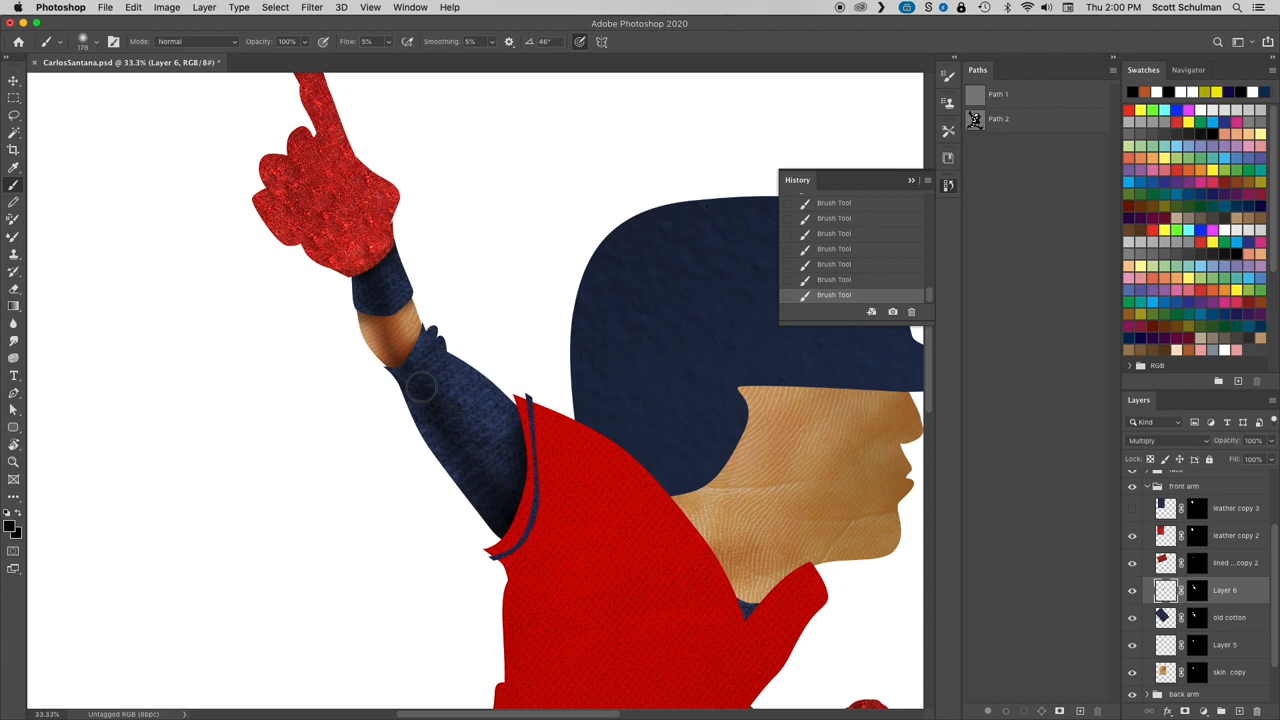 Photoshop File Edit Image Layer Type Select Filter 3D View Window Help Thu 2:00 PM Scott Schulman
Adobe Photoshop 2020
178 Mode: Normal Opacity: 100% Flow: 5% Smoothing: 5% 46°
CarlosSantana.psd @ 33.3% (Layer 6, RGB/8#) *
Paths
Path 1
Path 2
Swatches Navigator
RGB
History
Brush Tool
Brush Tool
Brush Tool
Brush Tool
Brush Tool
Brush Tool
Brush Tool
Layers
Kind
Multiply Opacity: 100%
Lock: Fill: 100%
front arm
leather copy 3
leather copy 2
lined ...copy 2
Layer 6
old cotton
Layer 5
skin copy
back arm
33.33% Untagged RGB (8bpc)